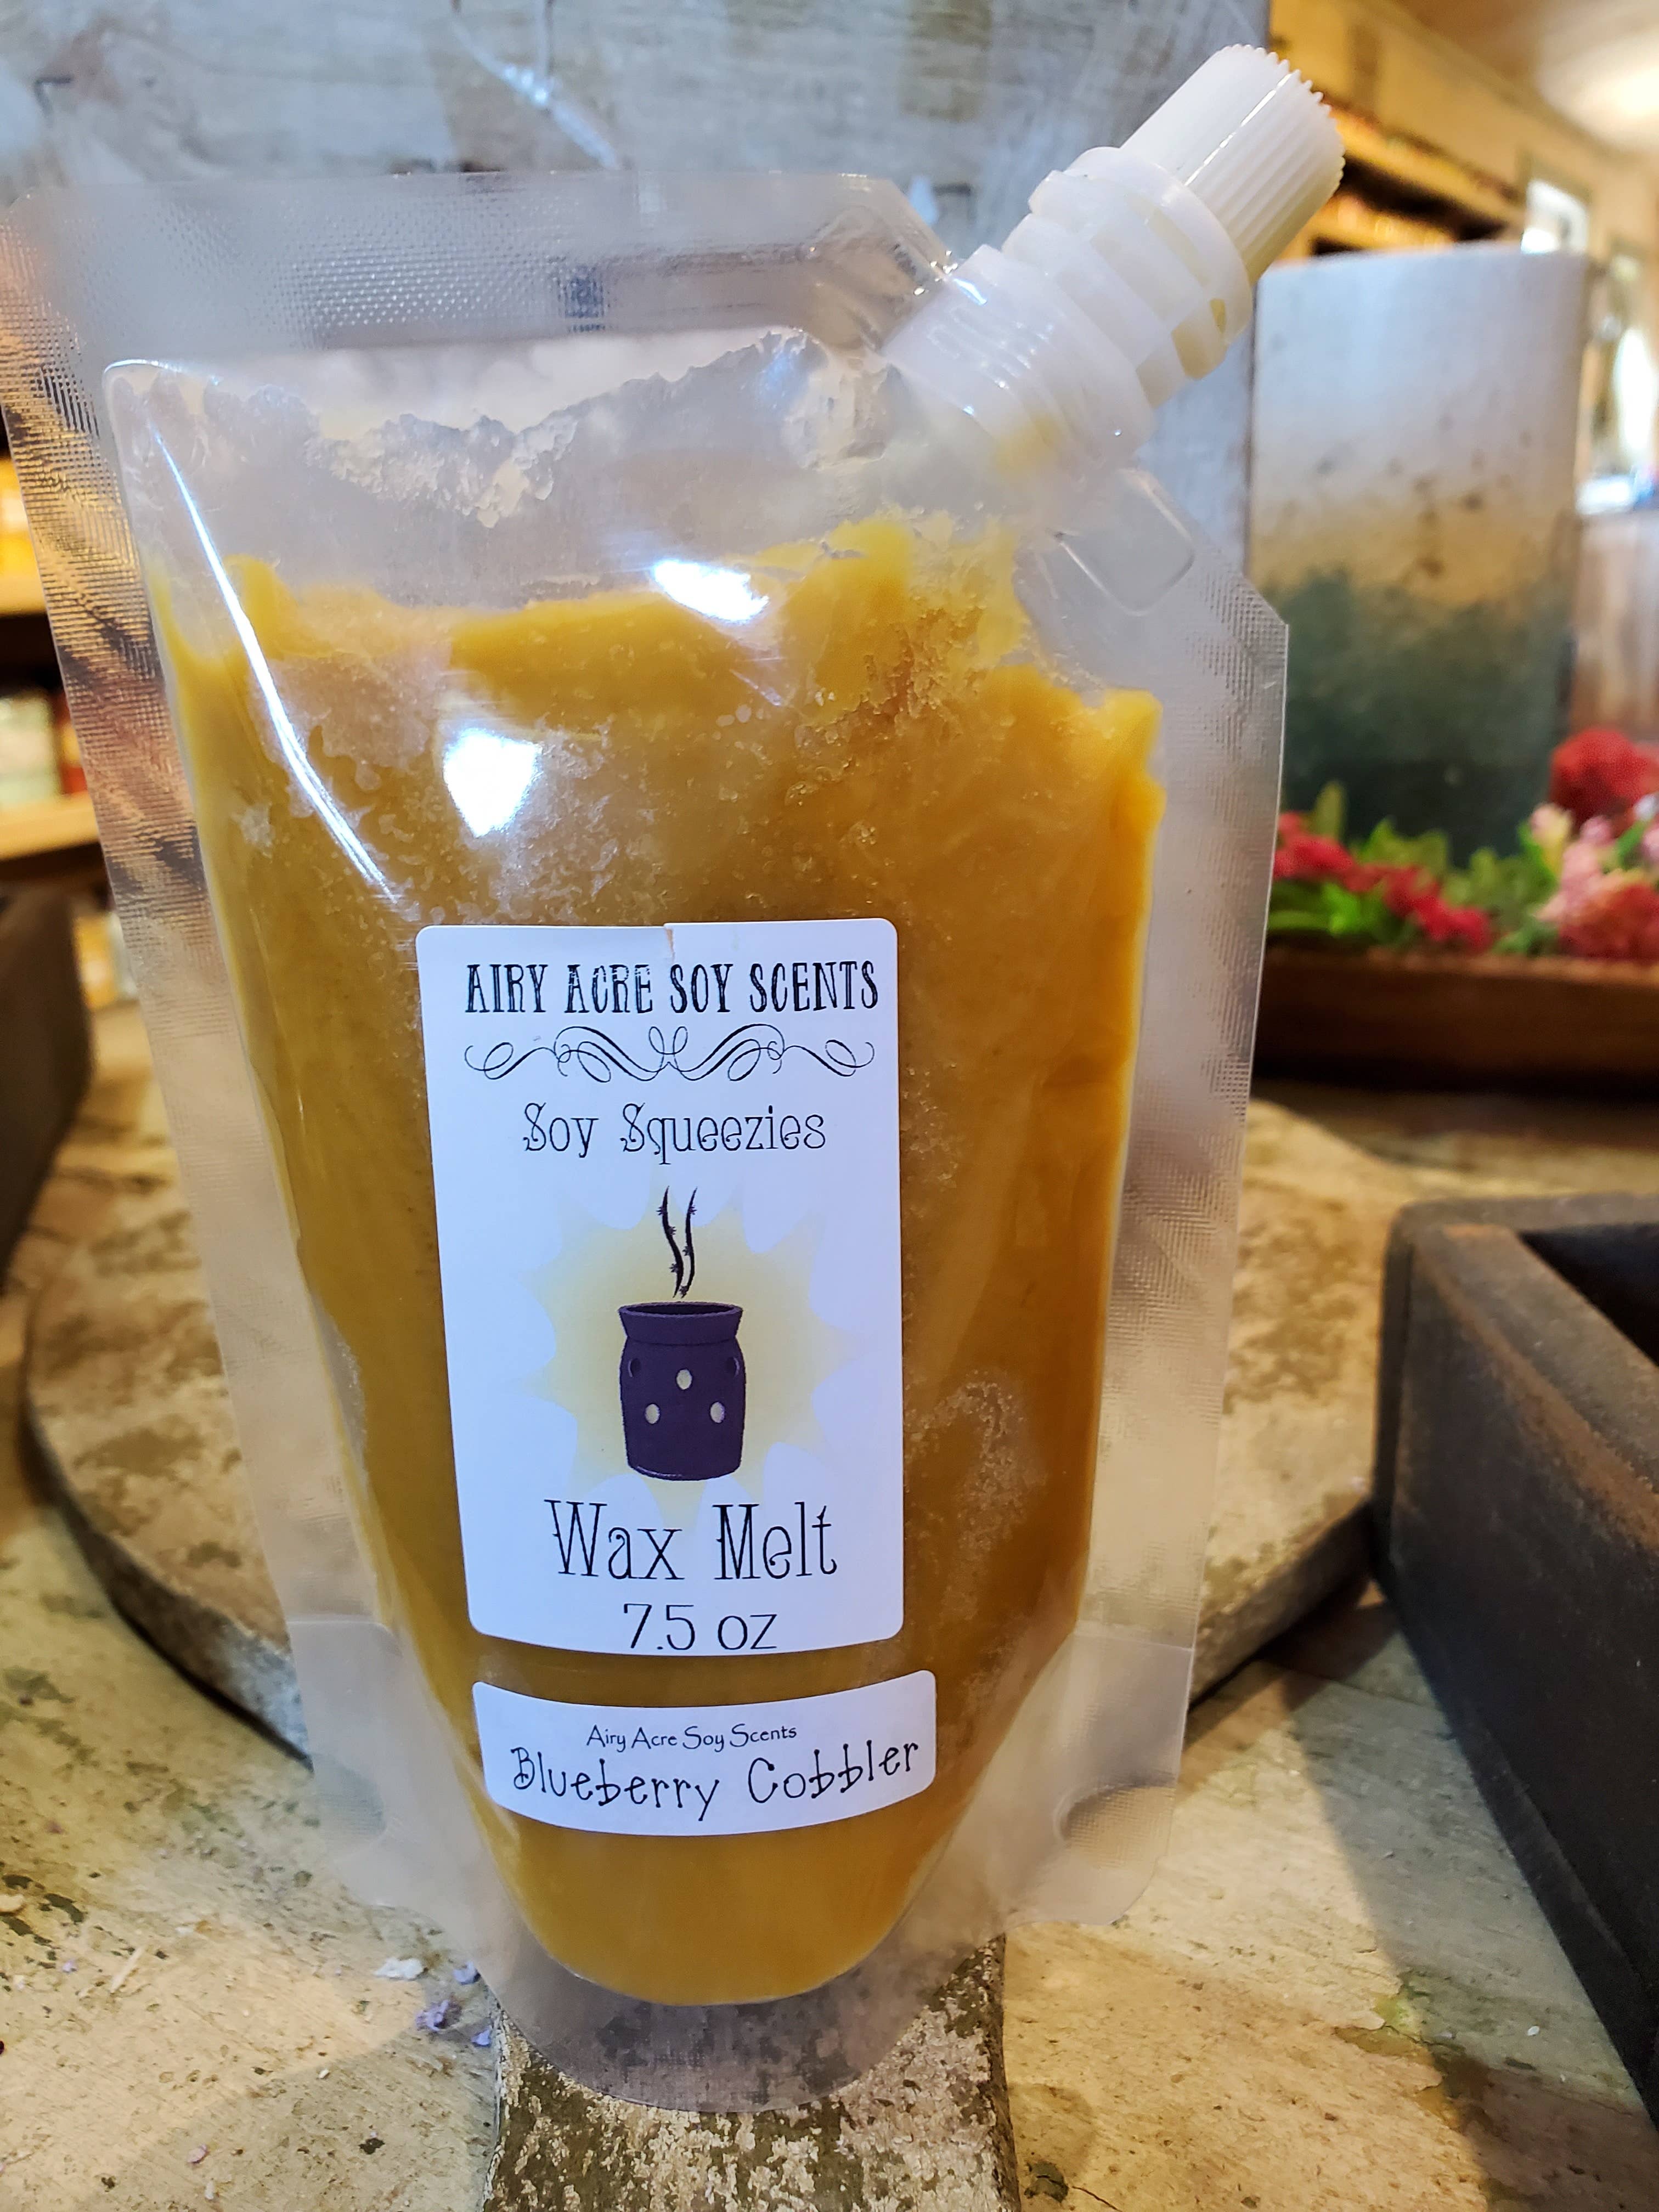 AIRY ACRE SOY SCENTS
Soy Squeezies
Wax Melt
7.5 oz
Airy Acre Soy Scents
Blueberry Cobbler